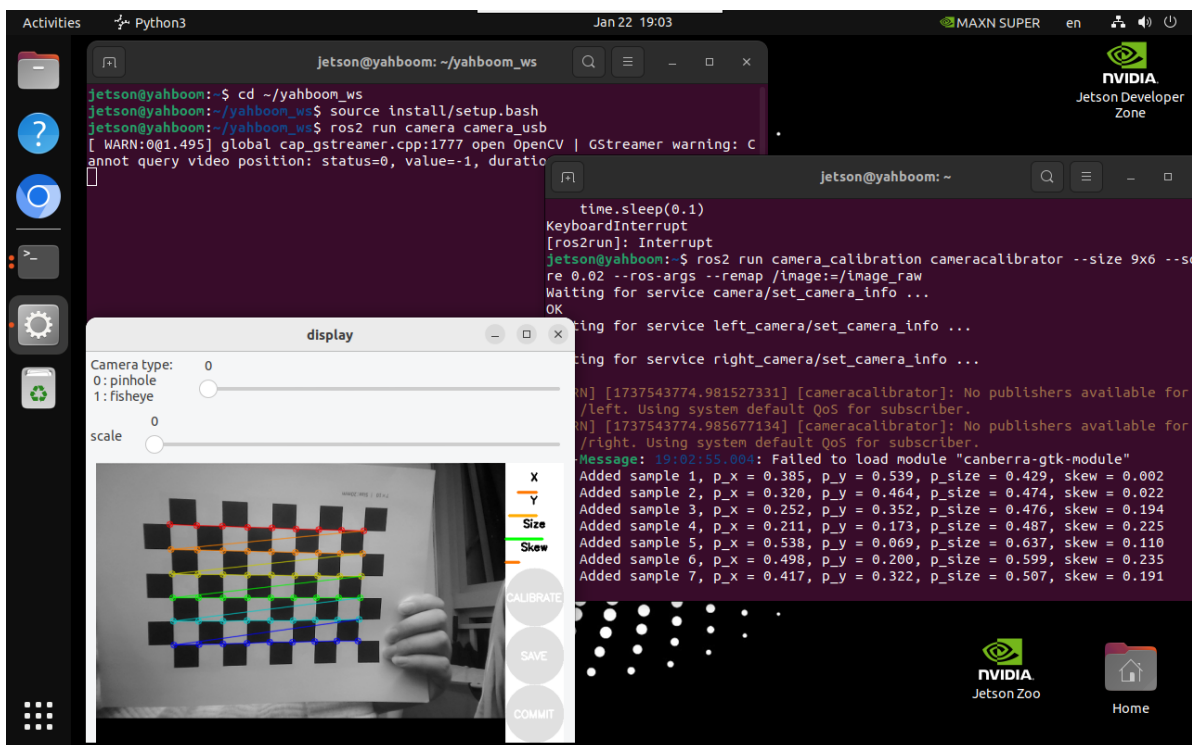 Activities
Python3
Jan 22 19:03
MAXN SUPER
en
jetson@yahboom: ~/yahboom_ws
jetson@yahboom:~$ cd ~/yahboom_ws
jetson@yahboom:~/yahboom_ws$ source install/setup.bash
jetson@yahboom:~/yahboom_ws$ ros2 run camera camera_usb
[ WARN:0@1.495] global cap_gstreamer.cpp:1777 open OpenCV | GStreamer warning: C
annot query video position: status=0, value=-1, duratio
NVIDIA.
Jetson Developer
Zone
jetson@yahboom: ~
time.sleep(0.1)
KeyboardInterrupt
[ros2run]: Interrupt
jetson@yahboom:~$ ros2 run camera_calibration cameracalibrator --size 9x6 --s
re 0.02 --ros-args --remap /image:=/image_raw
Waiting for service camera/set_camera_info ...
OK
ting for service left_camera/set_camera_info ...
ting for service right_camera/set_camera_info ...
RN] [1737543774.981527331] [cameracalibrator]: No publishers available for
/left. Using system default QoS for subscriber.
RN] [1737543774.985677134] [cameracalibrator]: No publishers available for
/right. Using system default QoS for subscriber.
-Message: 19:02:55.004: Failed to load module "canberra-gtk-module"
Added sample 1, p_x = 0.385, p_y = 0.539, p_size = 0.429, skew = 0.002
Added sample 2, p_x = 0.320, p_y = 0.464, p_size = 0.474, skew = 0.022
Added sample 3, p_x = 0.252, p_y = 0.352, p_size = 0.476, skew = 0.194
Added sample 4, p_x = 0.211, p_y = 0.173, p_size = 0.487, skew = 0.225
Added sample 5, p_x = 0.538, p_y = 0.069, p_size = 0.637, skew = 0.110
Added sample 6, p_x = 0.498, p_y = 0.200, p_size = 0.599, skew = 0.235
Added sample 7, p_x = 0.417, p_y = 0.322, p_size = 0.507, skew = 0.191
display
Camera type: 0
0 : pinhole
1 : fisheye
0
scale
X
Y
Size
Skew
CALIBRATE
SAVE
COMMIT
NVIDIA.
Jetson Zoo
Home